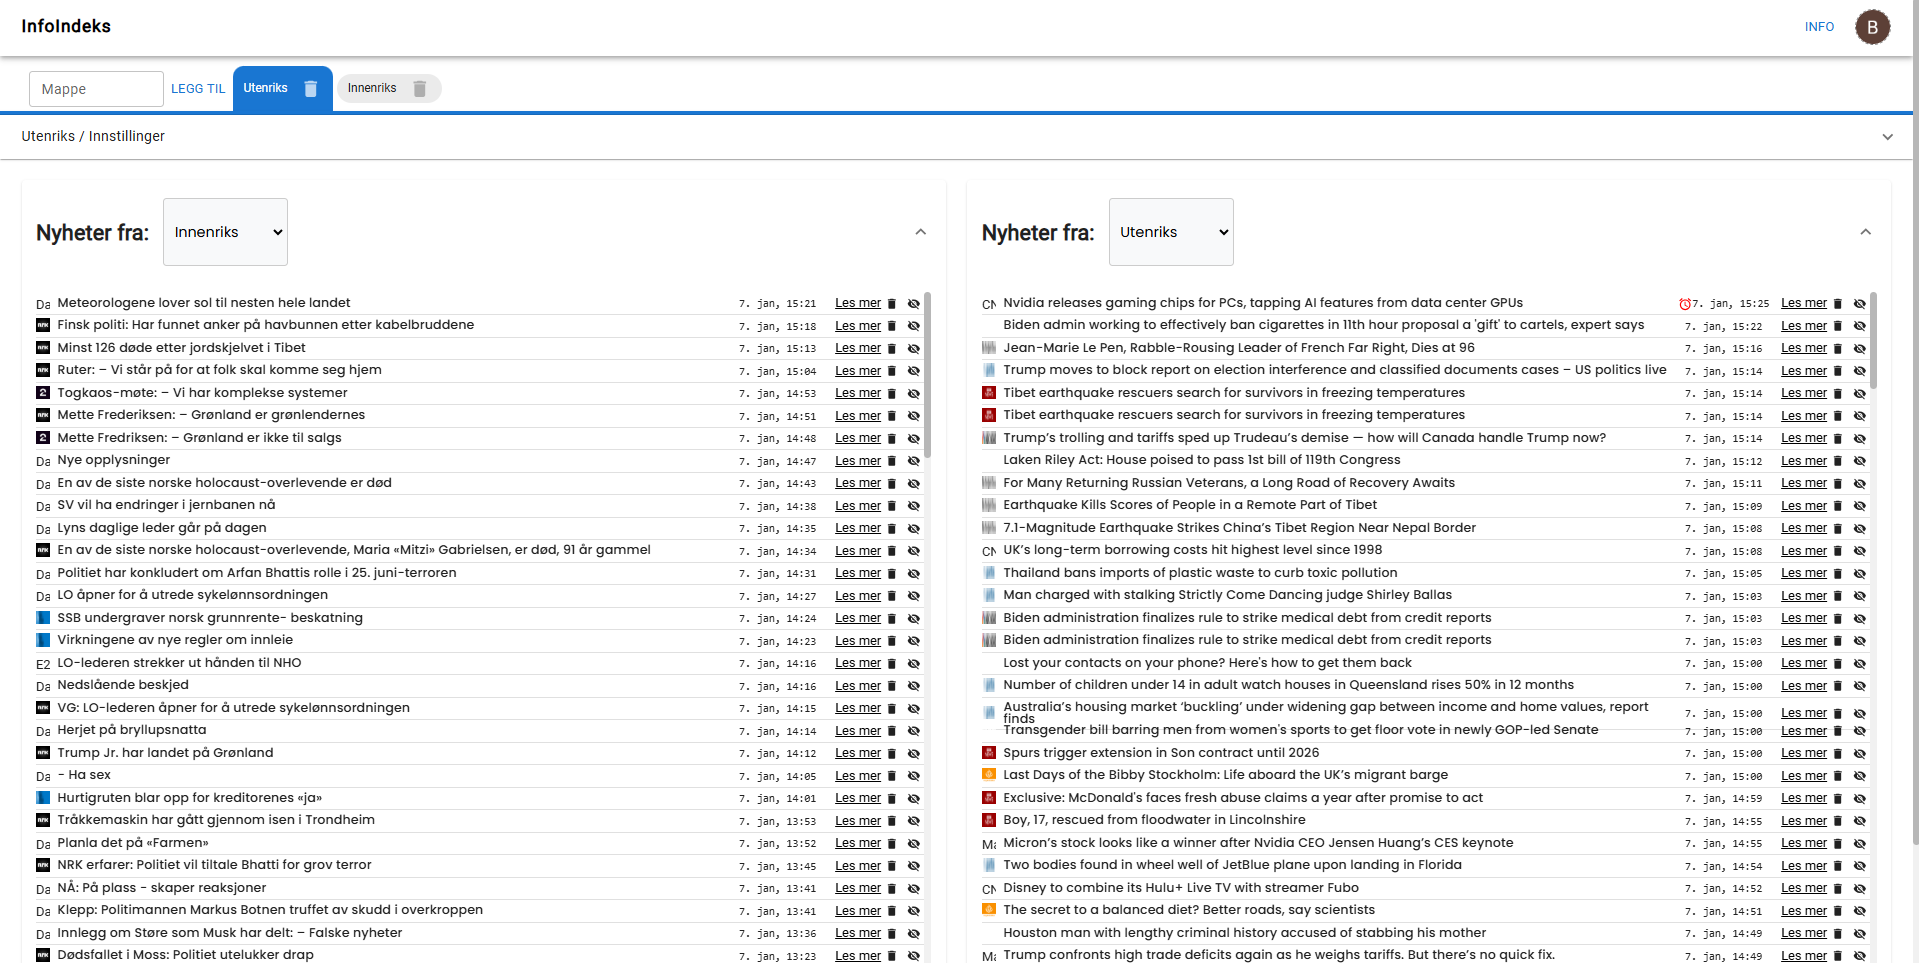 InfoIndeks
INFO
B
Mappe
LEGG TIL
Utenriks
Innenriks
Utenriks / Innstillinger
Nyheter fra:
Innenriks
Da Meteorologene lover sol til nesten hele landet 7. jan, 15:21 Les mer
NRK Finsk politi: Har funnet anker på havbunnen etter kabelbruddene 7. jan, 15:18 Les mer
NRK Minst 126 døde etter jordskjelvet i Tibet 7. jan, 15:13 Les mer
NRK Ruter: – Vi står på for at folk skal komme seg hjem 7. jan, 15:04 Les mer
2 Togkaos-møte: – Vi har komplekse systemer 7. jan, 14:53 Les mer
NRK Mette Frederiksen: – Grønland er grønlendernes 7. jan, 14:51 Les mer
2 Mette Fredriksen: – Grønland er ikke til salgs 7. jan, 14:48 Les mer
Da Nye opplysninger 7. jan, 14:47 Les mer
Da En av de siste norske holocaust-overlevende er død 7. jan, 14:43 Les mer
Da SV vil ha endringer i jernbanen nå 7. jan, 14:38 Les mer
Da Lyns daglige leder går på dagen 7. jan, 14:35 Les mer
NRK En av de siste norske holocaust-overlevende, Maria «Mitzi» Gabrielsen, er død, 91 år gammel 7. jan, 14:34 Les mer
Da Politiet har konkludert om Arfan Bhattis rolle i 25. juni-terroren 7. jan, 14:31 Les mer
Da LO åpner for å utrede sykelønnsordningen 7. jan, 14:27 Les mer
SSB undergraver norsk grunnrente- beskatning 7. jan, 14:24 Les mer
Virkningene av nye regler om innleie 7. jan, 14:23 Les mer
E2 LO-lederen strekker ut hånden til NHO 7. jan, 14:16 Les mer
Da Nedslående beskjed 7. jan, 14:16 Les mer
NRK VG: LO-lederen åpner for å utrede sykelønnsordningen 7. jan, 14:15 Les mer
Da Herjet på bryllupsnatta 7. jan, 14:14 Les mer
NRK Trump Jr. har landet på Grønland 7. jan, 14:12 Les mer
Da - Ha sex 7. jan, 14:05 Les mer
Hurtigruten blar opp for kreditorenes «ja» 7. jan, 14:01 Les mer
NRK Tråkkemaskin har gått gjennom isen i Trondheim 7. jan, 13:53 Les mer
Da Planla det på «Farmen» 7. jan, 13:52 Les mer
NRK NRK erfarer: Politiet vil tiltale Bhatti for grov terror 7. jan, 13:45 Les mer
Da NÅ: På plass - skaper reaksjoner 7. jan, 13:41 Les mer
Da Klepp: Politimannen Markus Botnen truffet av skudd i overkroppen 7. jan, 13:41 Les mer
Da Innlegg om Støre som Musk har delt: – Falske nyheter 7. jan, 13:36 Les mer
NRK Dødsfallet i Moss: Politiet utelukker drap 7. jan, 13:23 Les mer
Nyheter fra:
Utenriks
CN Nvidia releases gaming chips for PCs, tapping AI features from data center GPUs 7. jan, 15:25 Les mer
Biden admin working to effectively ban cigarettes in 11th hour proposal a 'gift' to cartels, expert says 7. jan, 15:22 Les mer
Jean-Marie Le Pen, Rabble-Rousing Leader of French Far Right, Dies at 96 7. jan, 15:16 Les mer
Trump moves to block report on election interference and classified documents cases – US politics live 7. jan, 15:14 Les mer
Tibet earthquake rescuers search for survivors in freezing temperatures 7. jan, 15:14 Les mer
Tibet earthquake rescuers search for survivors in freezing temperatures 7. jan, 15:14 Les mer
Trump’s trolling and tariffs sped up Trudeau’s demise — how will Canada handle Trump now? 7. jan, 15:14 Les mer
Laken Riley Act: House poised to pass 1st bill of 119th Congress 7. jan, 15:12 Les mer
For Many Returning Russian Veterans, a Long Road of Recovery Awaits 7. jan, 15:11 Les mer
Earthquake Kills Scores of People in a Remote Part of Tibet 7. jan, 15:09 Les mer
7.1-Magnitude Earthquake Strikes China’s Tibet Region Near Nepal Border 7. jan, 15:08 Les mer
CN UK’s long-term borrowing costs hit highest level since 1998 7. jan, 15:08 Les mer
Thailand bans imports of plastic waste to curb toxic pollution 7. jan, 15:05 Les mer
Man charged with stalking Strictly Come Dancing judge Shirley Ballas 7. jan, 15:03 Les mer
Biden administration finalizes rule to strike medical debt from credit reports 7. jan, 15:03 Les mer
Biden administration finalizes rule to strike medical debt from credit reports 7. jan, 15:03 Les mer
Lost your contacts on your phone? Here's how to get them back 7. jan, 15:00 Les mer
Number of children under 14 in adult watch houses in Queensland rises 50% in 12 months 7. jan, 15:00 Les mer
Australia’s housing market ‘buckling’ under widening gap between income and home values, report
finds 7. jan, 15:00 Les mer
Transgender bill barring men from women's sports to get floor vote in newly GOP-led Senate 7. jan, 15:00 Les mer
Spurs trigger extension in Son contract until 2026 7. jan, 15:00 Les mer
Last Days of the Bibby Stockholm: Life aboard the UK’s migrant barge 7. jan, 15:00 Les mer
Exclusive: McDonald's faces fresh abuse claims a year after promise to act 7. jan, 14:59 Les mer
Boy, 17, rescued from floodwater in Lincolnshire 7. jan, 14:55 Les mer
Ma Micron’s stock looks like a winner after Nvidia CEO Jensen Huang’s CES keynote 7. jan, 14:55 Les mer
Two bodies found in wheel well of JetBlue plane upon landing in Florida 7. jan, 14:54 Les mer
CN Disney to combine its Hulu+ Live TV with streamer Fubo 7. jan, 14:52 Les mer
The secret to a balanced diet? Better roads, say scientists 7. jan, 14:51 Les mer
Houston man with lengthy criminal history accused of stabbing his mother 7. jan, 14:49 Les mer
Ma Trump confronts high trade deficits again as he weighs tariffs. But there’s no quick fix. 7. jan, 14:49 Les mer